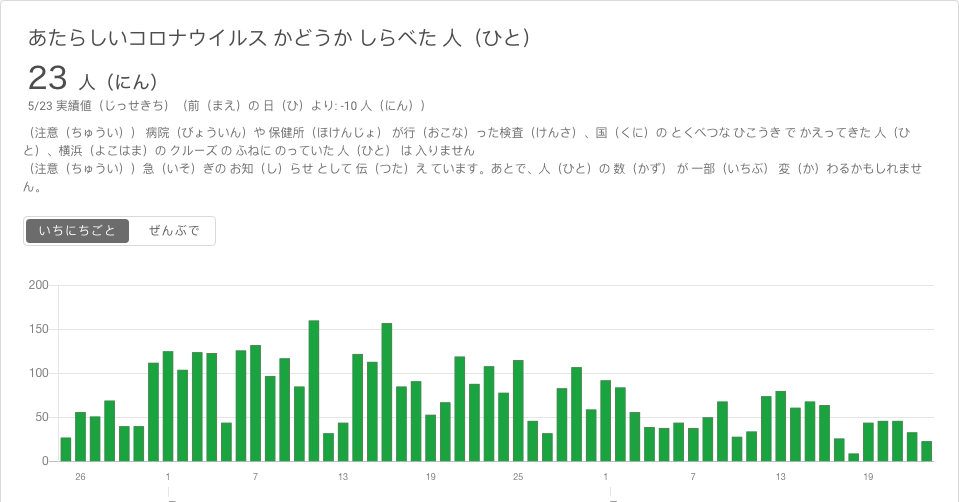 あたらしいコロナウイルス かどうか しらべた 人（ひと）
23 人（にん）
5/23 実績値（じっせきち）（前（まえ）の 日（ひ）より: -10 人（にん））
（注意（ちゅうい）） 病院（びょういん）や 保健所（ほけんじょ） が行（おこな）った検査（けんさ）、国（くに）の とくべつな ひこうき で かえってきた 人（ひ
と）、横浜（よこはま）の クルーズ の ふねに のっていた 人（ひと） は 入りません
（注意（ちゅうい））急（いそ）ぎの お知（し）らせ として 伝（つた）え ています。あとで、人（ひと）の 数（かず） が 一部（いちぶ） 変（か）わるかもしれませ
ん。
いちにちごと ぜんぶで
200
150
100
50
0
26 1 7 13 19 25 1 7 13 19